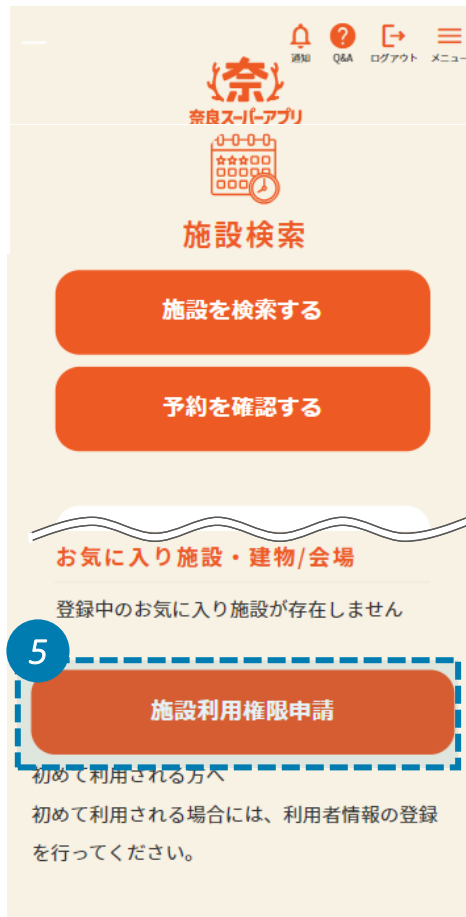 通知 Q&A ログアウト メニュー
奈
奈良スーパーアプリ
施設検索
施設を検索する
予約を確認する
お気に入り施設・建物/会場
登録中のお気に入り施設が存在しません
5
施設利用権限申請
初めて利用される方へ
初めて利用される場合には、利用者情報の登録
を行ってください。